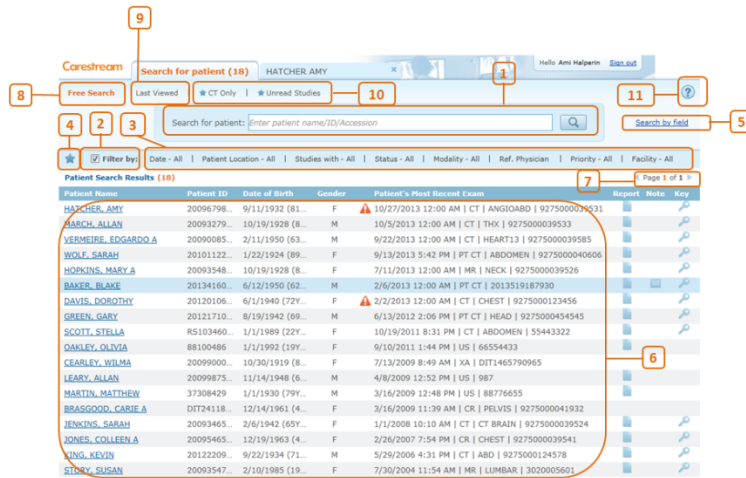 9
Carestream
Search for patient (18)
HATCHER AMY
×
Hello Ami Halperin Sign out
8
Free Search
Last Viewed
CT Only | Unread Studies
10
1
11
?
Search for patient: Enter patient name/ID/Accession
Search by field
5
4
2
3
Filter by: Date - All | Patient Location - All | Studies with - All | Status - All | Modality - All | Ref. Physician | Priority - All | Facility - All
Patient Search Results (18)
7
Page 1 of 1
Patient Name Patient ID Date of Birth Gender Patient's Most Recent Exam Report Note Key
HATCHER, AMY 20096798... 9/11/1932 (81... F 10/27/2013 12:00 AM | CT | ANGIOABD | 9275000039531
MARCH, ALLAN 20093279... 10/19/1928 (8... M 10/5/2013 12:00 AM | CT | THX | 9275000039533
VERMEIRE, EDGARDO A 20090085... 2/11/1950 (63... M 9/22/2013 12:00 AM | CT | HEART13 | 9275000039585
WOLF, SARAH 20101122... 1/22/1924 (89... F 9/13/2013 5:42 PM | PT CT | ABDOMEN | 9275000040606
HOPKINS, MARY A 20093548... 10/19/1928 (8... F 7/11/2013 12:00 AM | MR | NECK | 9275000039526
BAKER, BLAKE 20134160... 6/12/1950 (62... M 2/6/2013 12:00 AM | PT CT | 2013519187930
DAVIS, DOROTHY 20120106... 6/1/1940 (72Y... F 2/2/2013 12:00 AM | CT | CHEST | 9275000123456
GREEN, GARY 20121710... 8/19/1942 (69... M 6/13/2012 2:06 PM | PT CT | HEAD | 9275000454545
SCOTT, STELLA RS103460... 1/1/1989 (22Y... F 10/19/2011 8:31 PM | CT | ABDOMEN | 55443322
OAKLEY, OLIVIA 88100486 1/1/1992 (19Y... F 9/10/2011 1:44 PM | US | 66554433
CEARLEY, WILMA 20099000... 10/30/1919 (8... F 7/13/2009 8:49 AM | XA | DIT1465790965
6
LEARY, ALLAN 20099875... 11/14/1948 (6... M 4/8/2009 12:52 PM | US | 987
MARTIN, MATTHEW 37308429 1/1/1930 (79Y... M 3/16/2009 12:48 PM | US | 88776655
BRASGOOD, CARIE A DIT24118... 12/14/1961 (4... F 3/16/2009 11:39 AM | CR | PELVIS | 9275000041932
JENKINS, SARAH 20093465... 2/6/1942 (65Y... F 1/1/2008 10:10 AM | CT | CT BRAIN | 9275000039524
JONES, COLLEEN A 20095465... 12/19/1963 (4... F 2/26/2007 7:54 PM | CR | CHEST | 9275000039541
KING, KEVIN 20122209... 9/22/1934 (71... M 5/29/2006 4:31 PM | CT | ABD | 9275000124578
STORY, SUSAN 20093547... 2/10/1985 (19... F 7/30/2004 11:54 AM | MR | LUMBAR | 3020005601